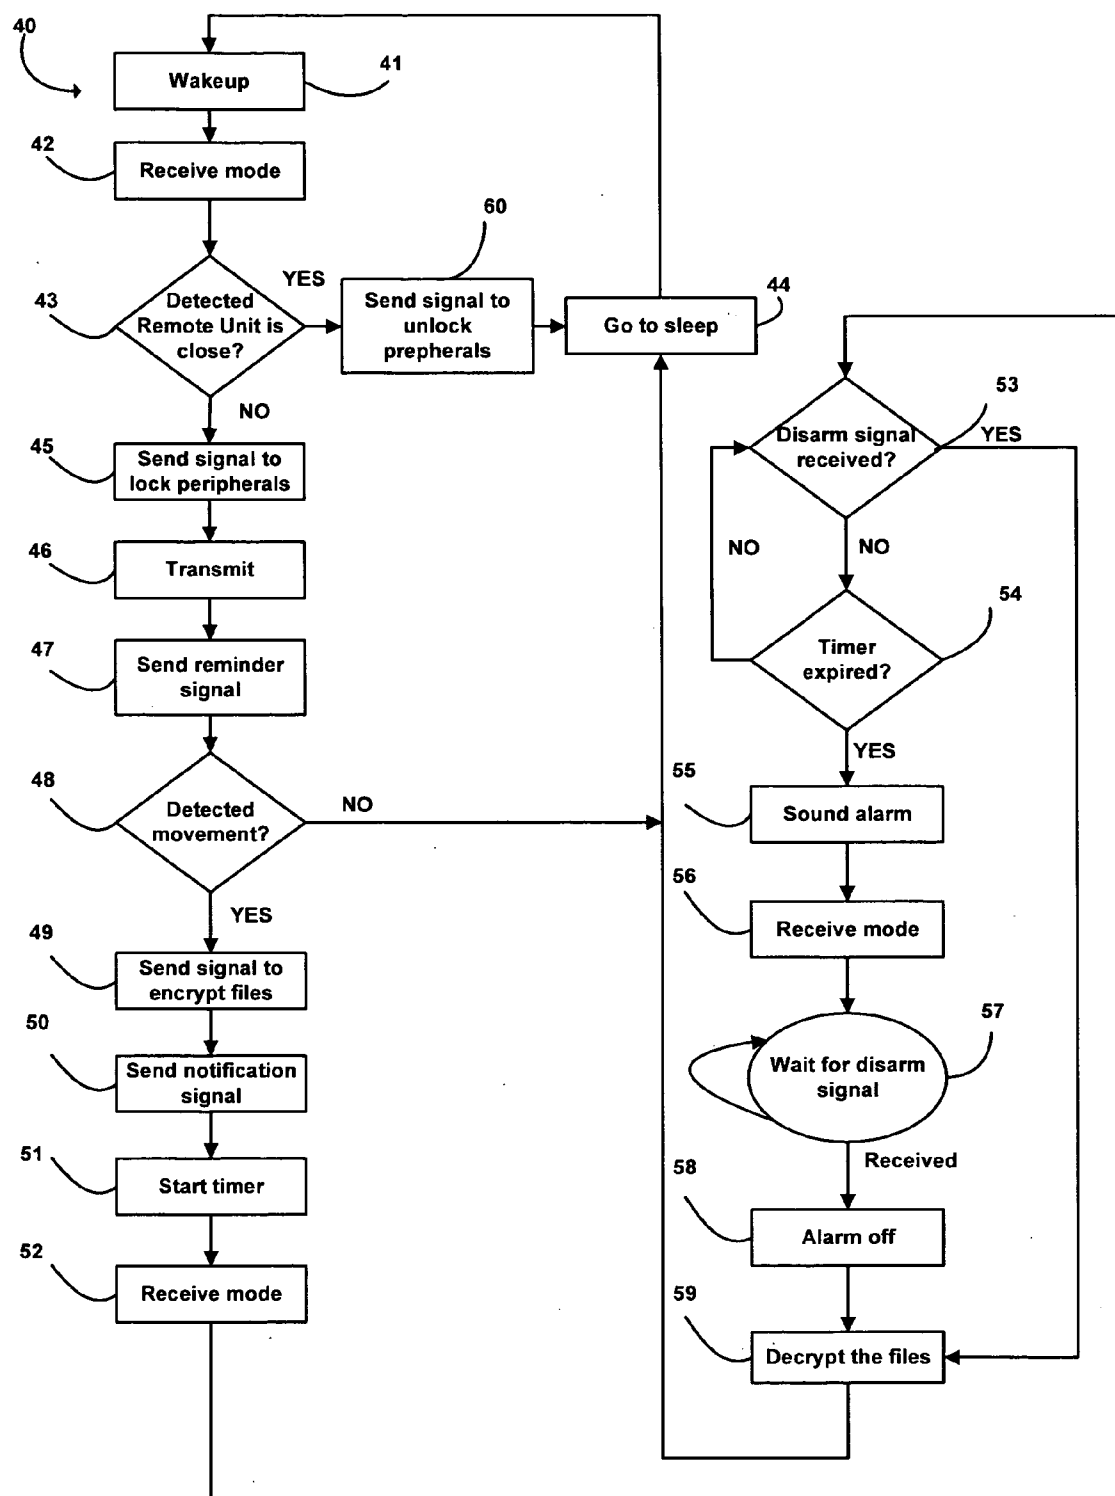 40
Wakeup
41
42
Receive mode
43
Detected
Remote Unit is
close?
YES
60
Send signal to
unlock
prepherals
44
Go to sleep
NO
45
Send signal to
lock peripherals
46
Transmit
47
Send reminder
signal
48
Detected
movement?
NO
YES
49
Send signal to
encrypt files
50
Send notification
signal
51
Start timer
52
Receive mode
53
Disarm signal
received?
YES
NO
NO
54
Timer
expired?
YES
55
Sound alarm
56
Receive mode
57
Wait for disarm
signal
Received
58
Alarm off
59
Decrypt the files